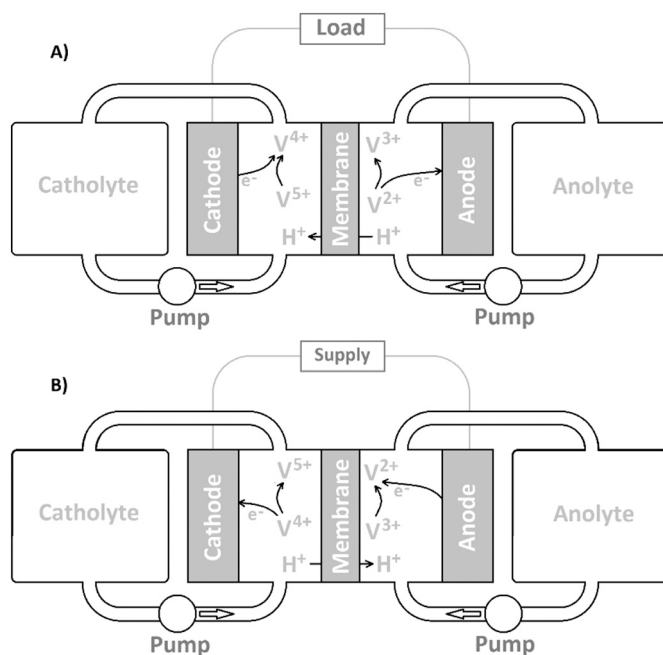 A)
Load
Catholyte
Cathode
e-
V4+
V5+
H+
Membrane
V3+
V2+
H+
e-
Anode
Anolyte
Pump
Pump
B)
Supply
Catholyte
Cathode
e-
V5+
V4+
H+
Membrane
V2+
V3+
H+
e-
Anode
Anolyte
Pump
Pump